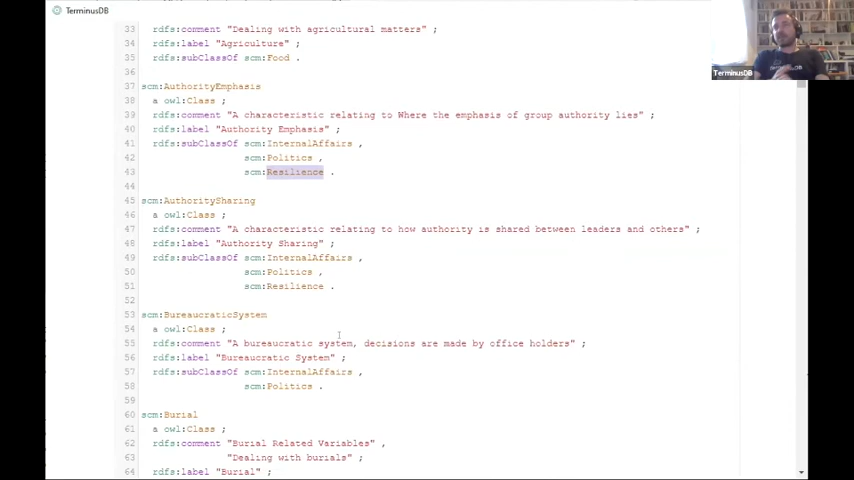 TerminusDB
33 rdfs:comment "Dealing with agricultural matters" ;
34 rdfs:label "Agriculture" ;
35 rdfs:subClassOf scm:Food .
36
37 scm:AuthorityEmphasis
38 a owl:Class ;
39 rdfs:comment "A characteristic relating to Where the emphasis of group authority lies" ;
40 rdfs:label "Authority Emphasis" ;
41 rdfs:subClassOf scm:InternalAffairs ,
42 scm:Politics ,
43 scm:Resilience .
44
45 scm:AuthoritySharing
46 a owl:Class ;
47 rdfs:comment "A characteristic relating to how authority is shared between leaders and others" ;
48 rdfs:label "Authority Sharing" ;
49 rdfs:subClassOf scm:InternalAffairs ,
50 scm:Politics ,
51 scm:Resilience .
52
53 scm:BureaucraticSystem
54 a owl:Class ;
55 rdfs:comment "A bureaucratic system, decisions are made by office holders" ;
56 rdfs:label "Bureaucratic System" ;
57 rdfs:subClassOf scm:InternalAffairs ,
58 scm:Politics .
59
60 scm:Burial
61 a owl:Class ;
62 rdfs:comment "Burial Related Variables" ,
63 "Dealing with burials" ;
64 rdfs:label "Burial" ;
TerminusDB
TerminusDB